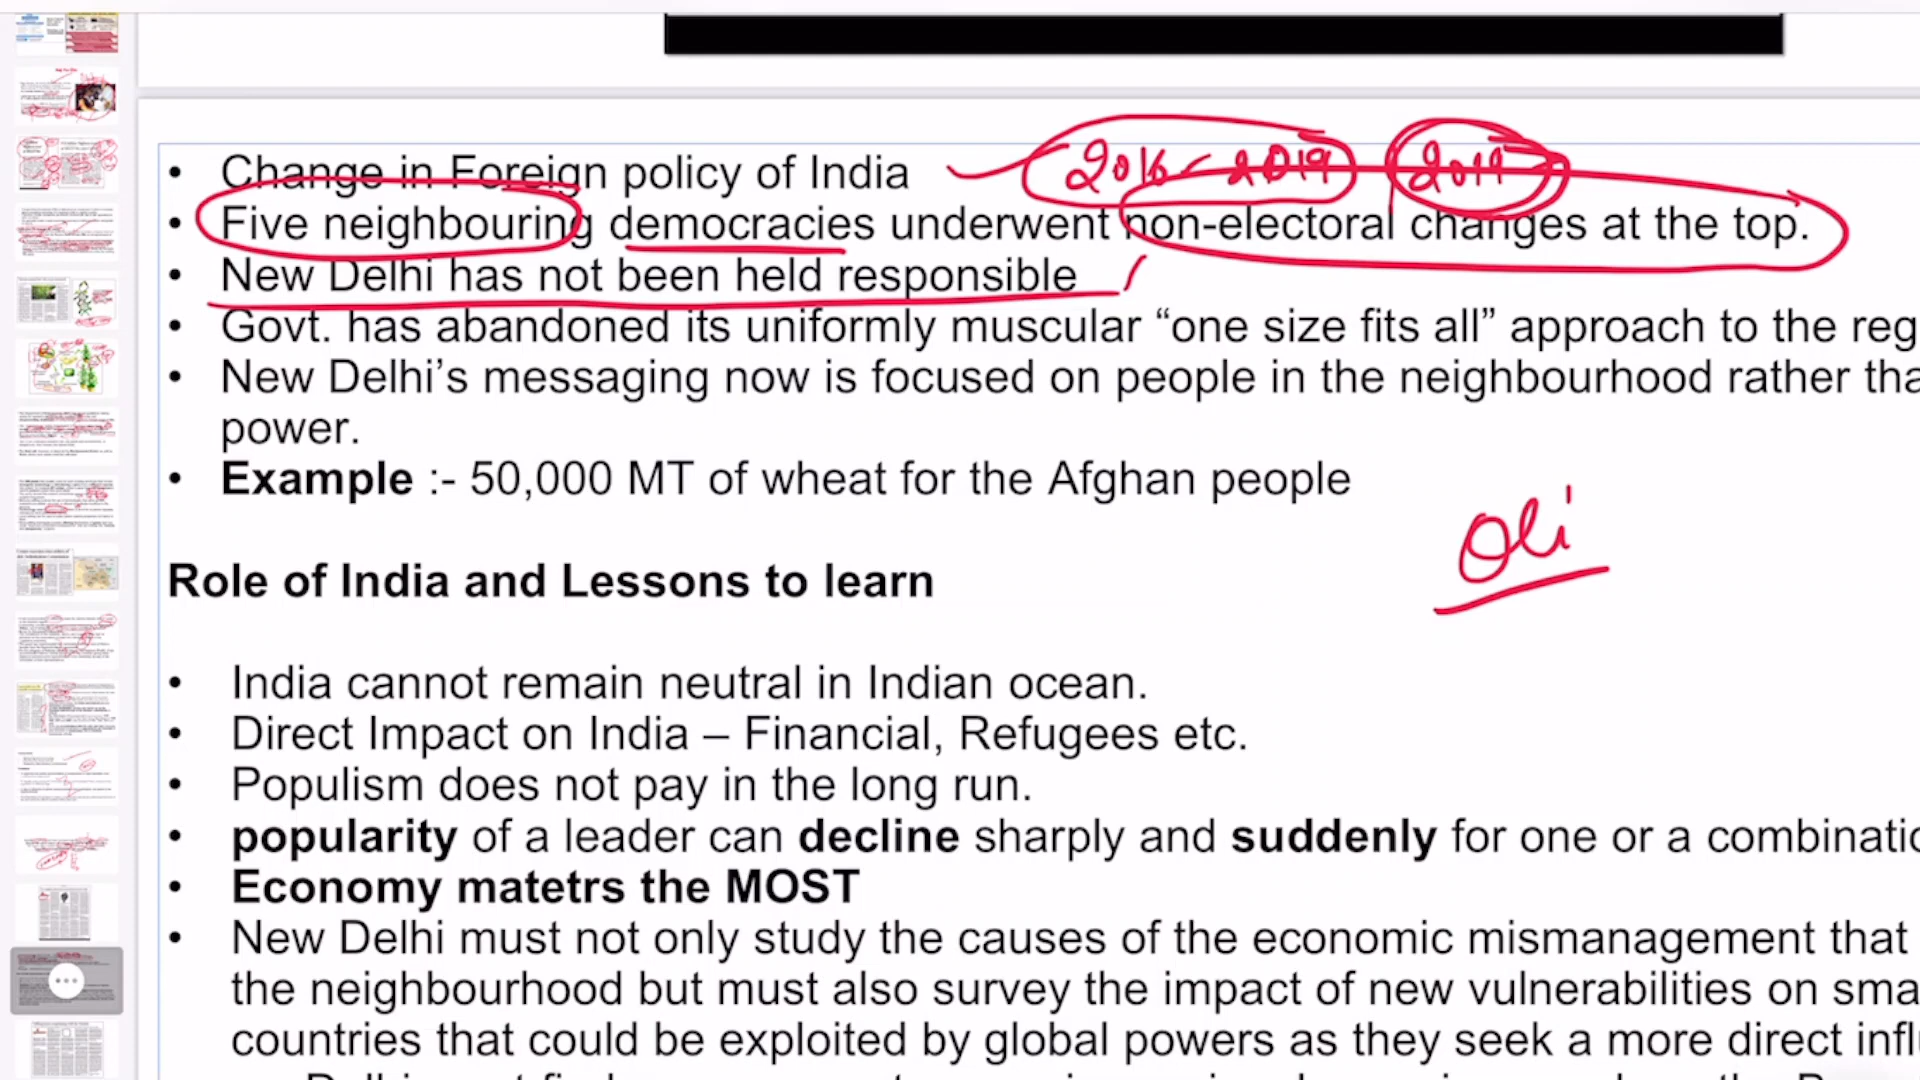 2016 - 2019 2019
• Change in Foreign policy of India
• Five neighbouring democracies underwent non-electoral changes at the top.
• New Delhi has not been held responsible
• Govt. has abandoned its uniformly muscular “one size fits all” approach to the reg
• New Delhi’s messaging now is focused on people in the neighbourhood rather tha
power.
• Example :- 50,000 MT of wheat for the Afghan people
Oli
Role of India and Lessons to learn
• India cannot remain neutral in Indian ocean.
• Direct Impact on India – Financial, Refugees etc.
• Populism does not pay in the long run.
• popularity of a leader can decline sharply and suddenly for one or a combinatio
• Economy matetrs the MOST
• New Delhi must not only study the causes of the economic mismanagement that
the neighbourhood but must also survey the impact of new vulnerabilities on sma
countries that could be exploited by global powers as they seek a more direct infl